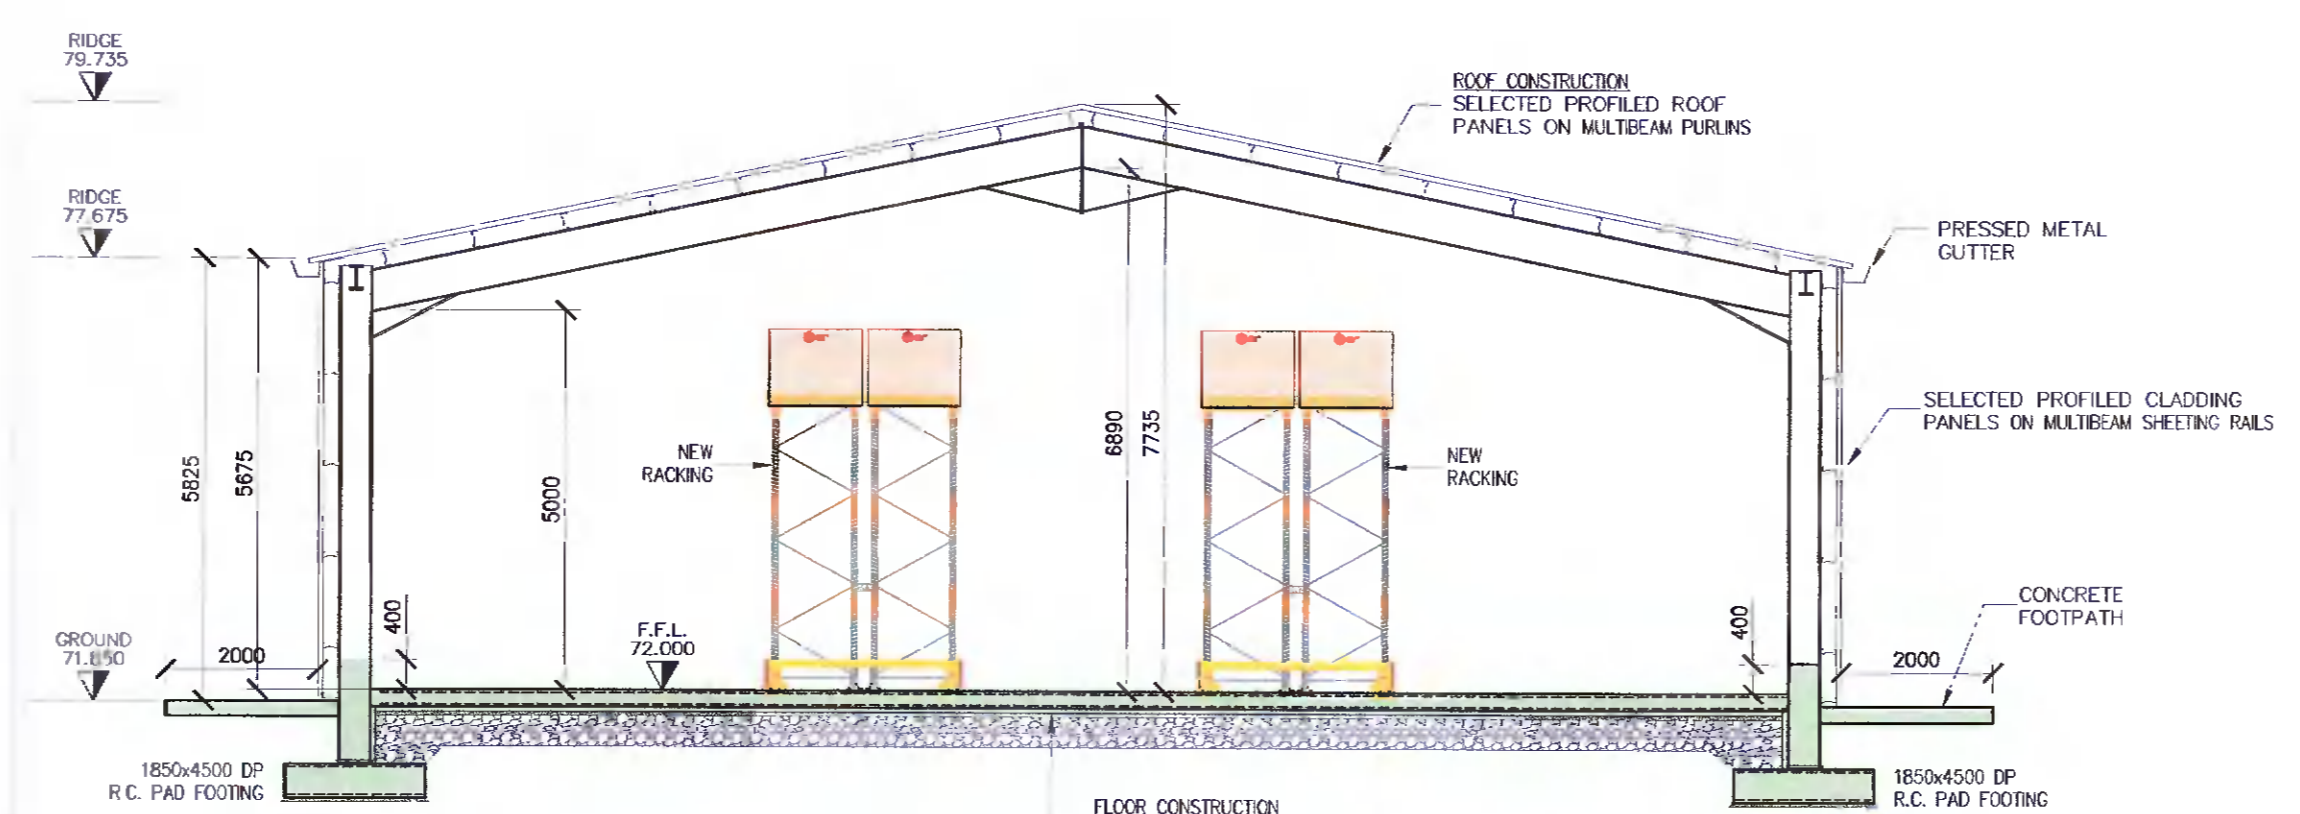 RIDGE
79.735
RIDGE
77.675
GROUND
71.850
5825
5675
2000
400
5000
F.F.L.
72.000
NEW
RACKING
6890
7735
NEW
RACKING
ROOF CONSTRUCTION
SELECTED PROFILED ROOF
PANELS ON MULTIBEAM PURLINS
PRESSED METAL
GUTTER
SELECTED PROFILED CLADDING
PANELS ON MULTIBEAM SHEETING RAILS
CONCRETE
FOOTPATH
400
2000
1850x4500 DP
R.C. PAD FOOTING
FLOOR CONSTRUCTION
1850x4500 DP
R.C. PAD FOOTING